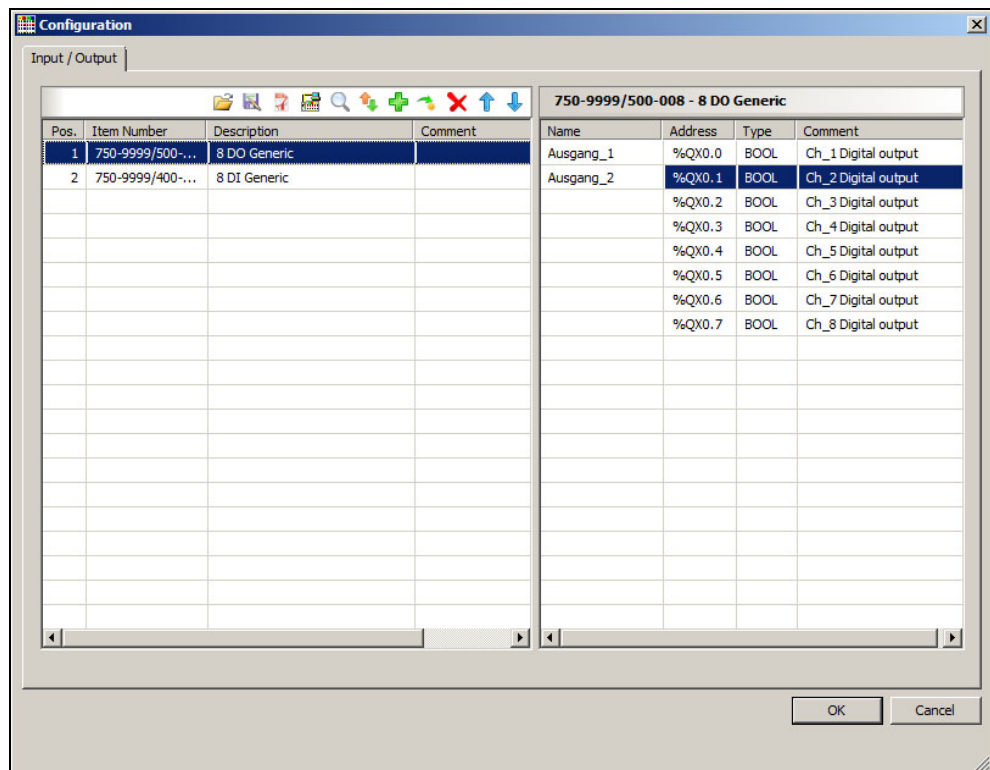 Configuration
Input / Output
750-9999/500-008 - 8 DO Generic
Pos. Item Number Description Comment
1 750-9999/500-... 8 DO Generic
2 750-9999/400-... 8 DI Generic
Name Address Type Comment
Ausgang_1 %QX0.0 BOOL Ch_1 Digital output
Ausgang_2 %QX0.1 BOOL Ch_2 Digital output
%QX0.2 BOOL Ch_3 Digital output
%QX0.3 BOOL Ch_4 Digital output
%QX0.4 BOOL Ch_5 Digital output
%QX0.5 BOOL Ch_6 Digital output
%QX0.6 BOOL Ch_7 Digital output
%QX0.7 BOOL Ch_8 Digital output
OK Cancel